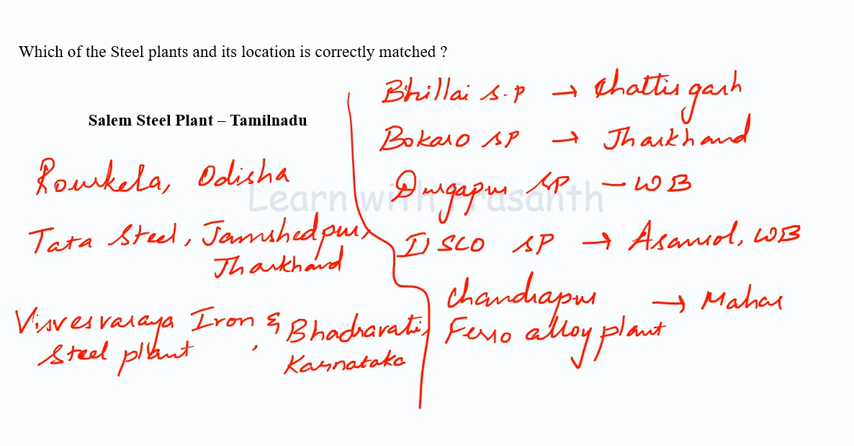 Which of the Steel plants and its location is correctly matched ?
Salem Steel Plant – Tamilnadu
Rourkela, Odisha
Tata Steel, Jamshedpur,
Jharkhand
Visvesvaraya Iron &
Steel plant
Bhadravati,
Karnataka
Bhillai S.P → Chattisgarh
Bokaro SP → Jharkhand
Durgapur SP - WB
IISCO SP → Asansol, WB
Chandrapur → Mahar
Ferro alloy plant
Learn with Prasanth